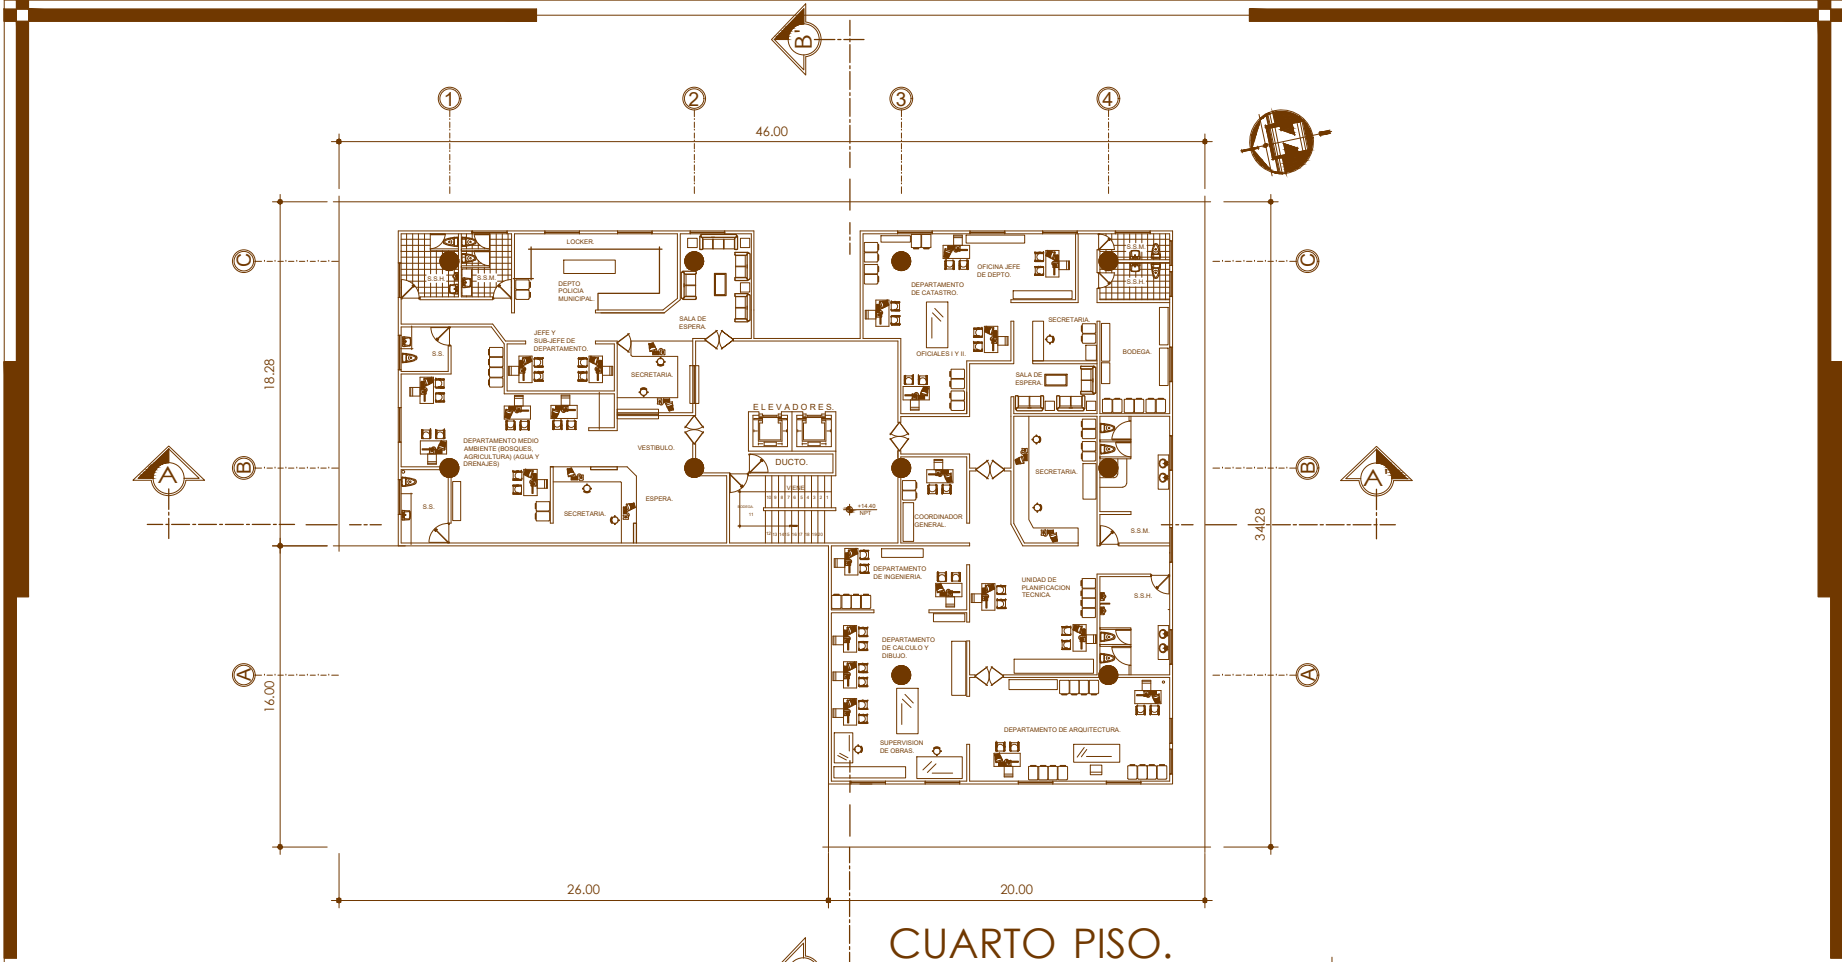 B'
1
2
3
4
46.00
C
C
18.28
34.28
LOCKER.
S.S.H.
S.S.M.
DEPTO
POLICIA
MUNICIPAL.
SALA DE
ESPERA.
JEFE Y
SUB-JEFE DE
DEPARTAMENTO.
S.S.
SECRETARIA.
OFICINA JEFE
DE DEPTO.
DEPARTAMENTO
DE CATASTRO.
S.S.M.
S.S.H.
SECRETARIA.
OFICIALES I Y II.
BODEGA.
SALA DE
ESPERA.
ELEVADORES.
DEPARTAMENTO MEDIO
AMBIENTE (BOSQUES,
AGRICULTURA) (AGUA Y
DRENAJES)
VESTIBULO.
DUCTO.
A
B
B
A'
SECRETARIA.
VIENE
S.S.
SECRETARIA.
ESPERA.
+14.40
NPT
COORDINADOR
GENERAL.
S.S.M.
DEPARTAMENTO
DE INGENIERIA.
UNIDAD DE
PLANIFICACION
TECNICA.
S.S.H.
DEPARTAMENTO
DE CALCULO Y
DIBUJO.
A
A
16.00
SUPERVISION
DE OBRAS.
DEPARTAMENTO DE ARQUITECTURA.
26.00
20.00
CUARTO PISO.